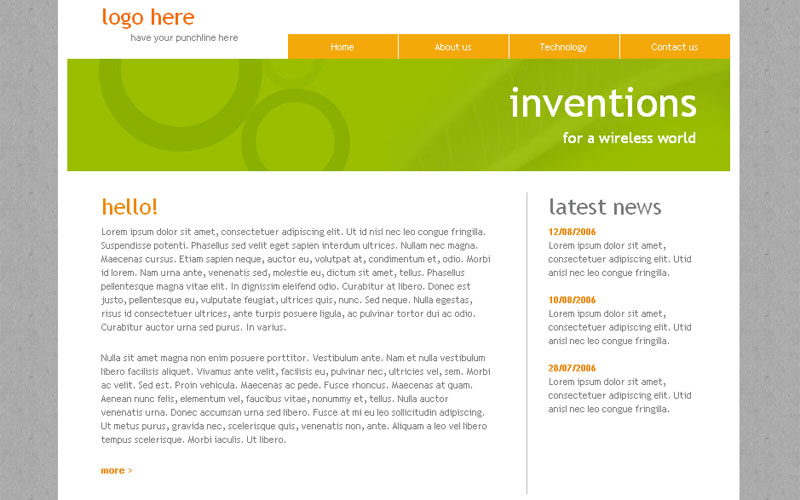 logo here
have your punchline here
Home
About us
Technology
Contact us
inventions
for a wireless world
hello!
Lorem ipsum dolor sit amet, consectetuer adipiscing elit. Ut id nisl nec leo congue fringilla.
Suspendisse potenti. Phasellus sed velit eget sapien interdum ultrices. Nullam nec magna.
Maecenas cursus. Etiam sapien neque, auctor eu, volutpat at, condimentum et, odio. Morbi
id lorem. Nam urna ante, venenatis sed, molestie eu, dictum sit amet, tellus. Phasellus
pellentesque magna vitae elit. In dignissim eleifend odio. Curabitur at libero. Donec est
justo, pellentesque eu, vulputate feugiat, ultrices quis, nunc. Sed neque. Nulla egestas,
risus id consectetuer ultrices, ante turpis posuere ligula, ac pulvinar tortor dui ac odio.
Curabitur auctor urna sed purus. In varius.
Nulla sit amet magna non enim posuere porttitor. Vestibulum ante. Nam et nulla vestibulum
libero facilisis aliquet. Vivamus ante velit, facilisis eu, pulvinar nec, ultricies vel, sem. Morbi
ac velit. Sed est. Proin vehicula. Maecenas ac pede. Fusce rhoncus. Maecenas at quam.
Aenean nunc felis, elementum vel, faucibus vitae, nonummy et, tellus. Nulla auctor
venenatis urna. Donec accumsan urna sed libero. Fusce at mi eu leo sollicitudin adipiscing.
Ut metus purus, gravida nec, scelerisque quis, venenatis non, ante. Aliquam a leo vel libero
tempus scelerisque. Morbi iaculis. Ut libero.
more >
latest news
12/08/2006
Lorem ipsum dolor sit amet,
consectetuer adipiscing elit. Utid
anisl nec leo congue fringilla.
10/08/2006
Lorem ipsum dolor sit amet,
consectetuer adipiscing elit. Utid
anisl nec leo congue fringilla.
28/07/2006
Lorem ipsum dolor sit amet,
consectetuer adipiscing elit. Utid
anisl nec leo congue fringilla.